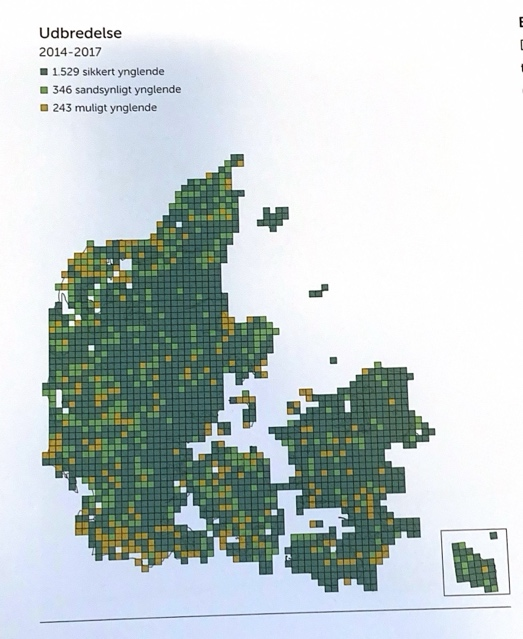 Udbredelse
2014-2017
1.529 sikkert ynglende
346 sandsynligt ynglende
243 muligt ynglende